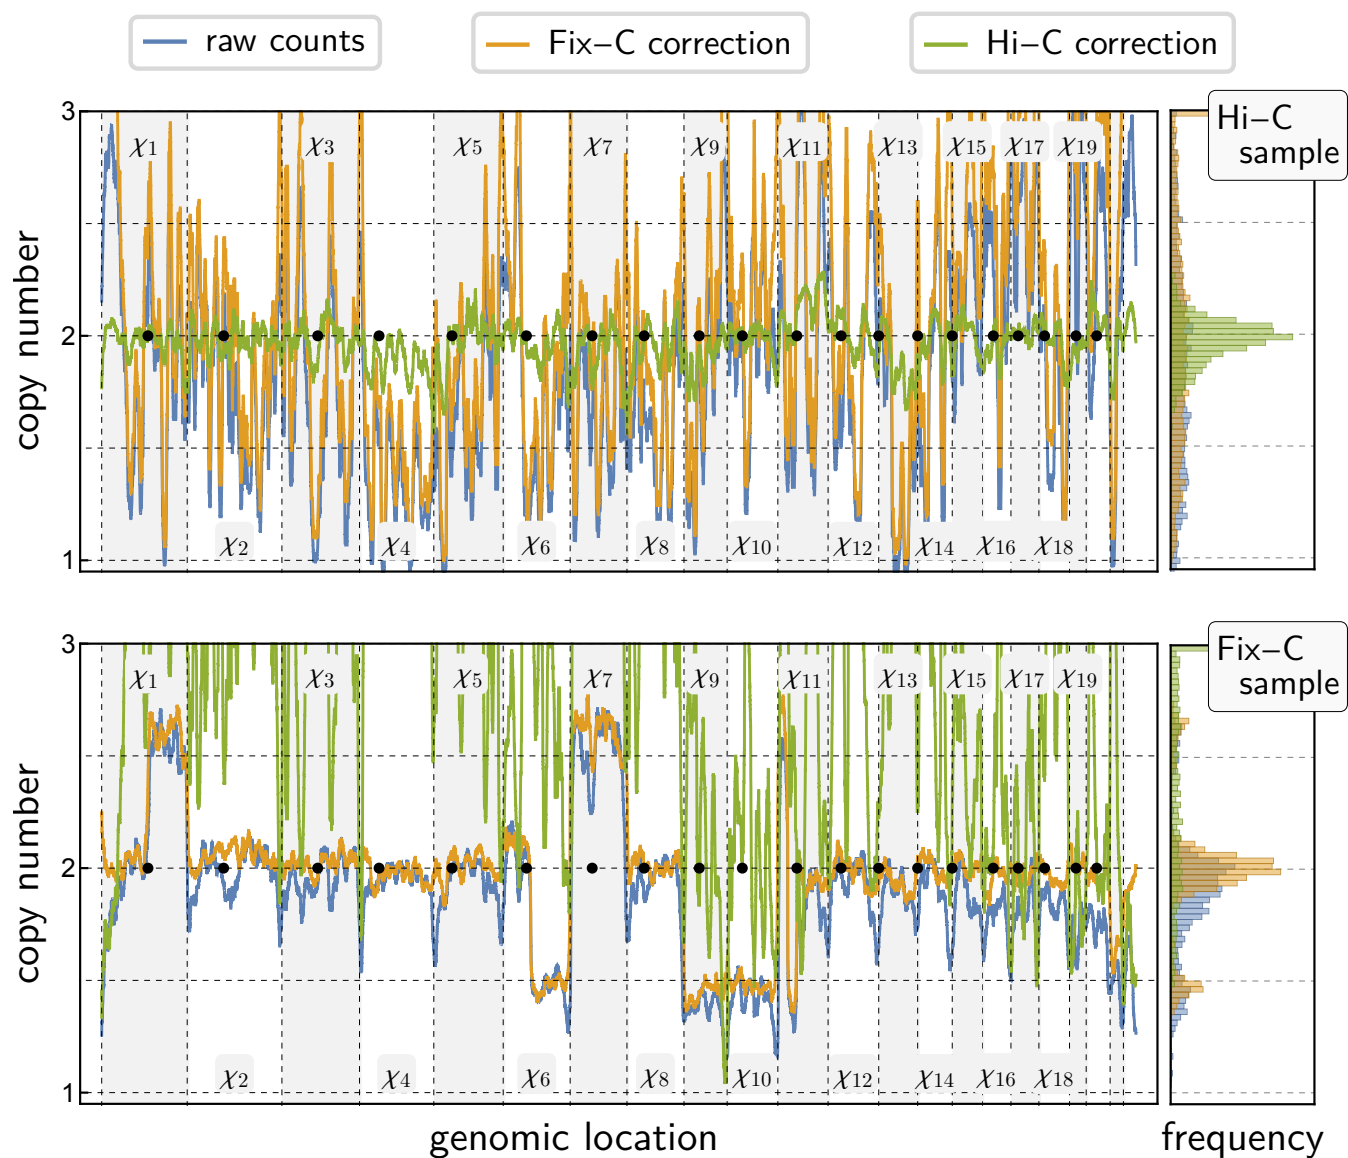 raw counts
Fix–C correction
Hi–C correction
3
2
1
copy number
χ1
χ3
χ5
χ7
χ9
χ11
χ13
χ15
χ17
χ19
χ2
χ4
χ6
χ8
χ10
χ12
χ14
χ16
χ18
Hi–C
sample
3
2
1
copy number
χ1
χ3
χ5
χ7
χ9
χ11
χ13
χ15
χ17
χ19
χ2
χ4
χ6
χ8
χ10
χ12
χ14
χ16
χ18
Fix–C
sample
genomic location
frequency